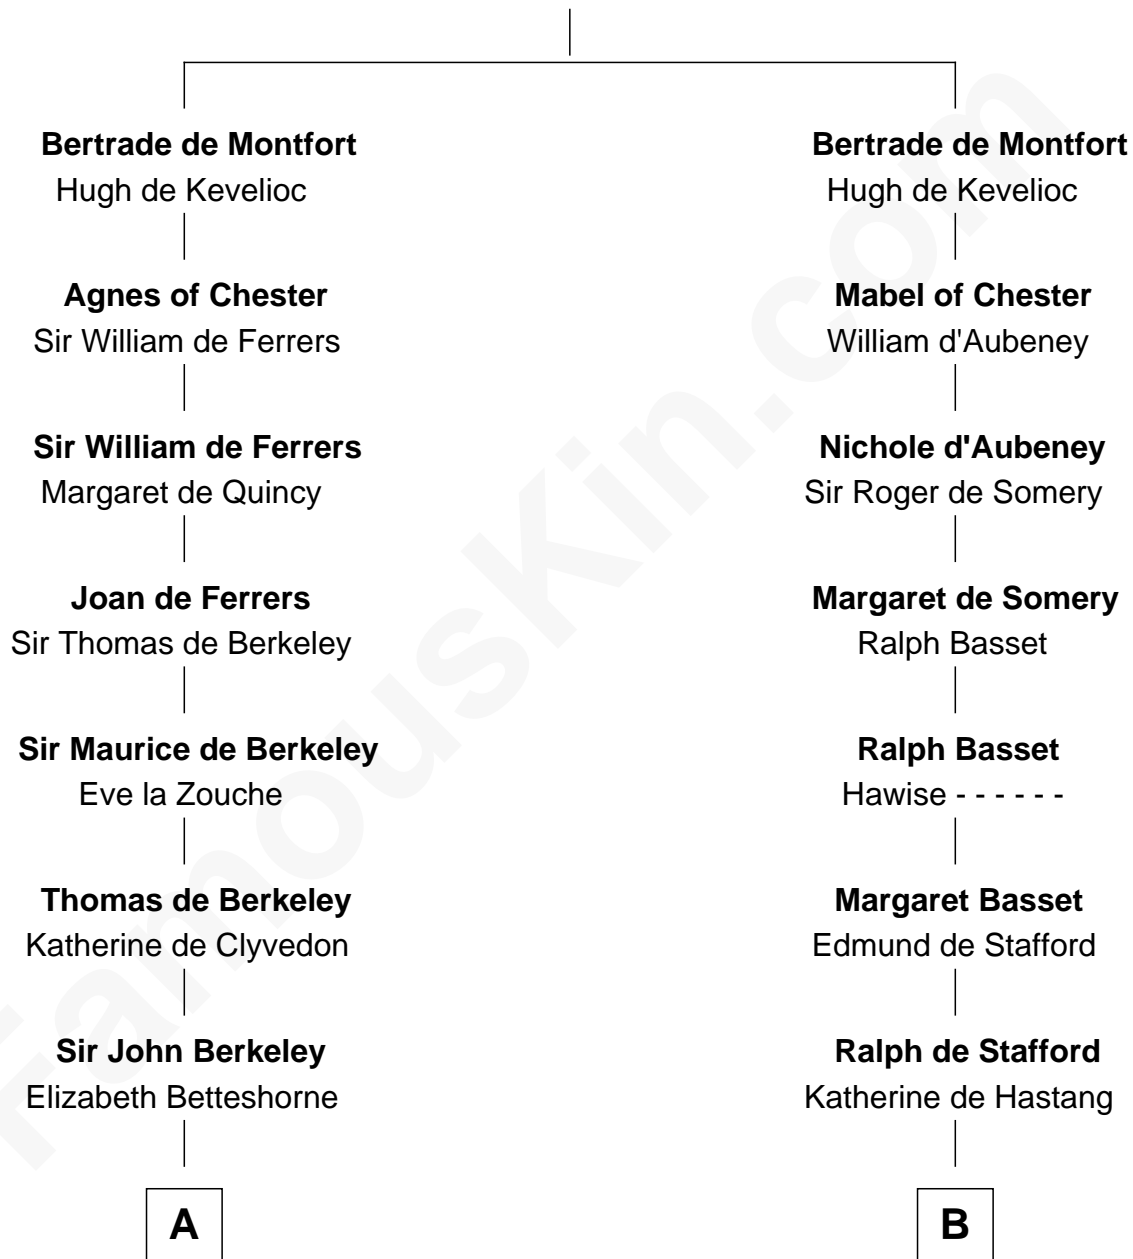 Bertrade de Montfort
Hugh de Kevelioc
Agnes of Chester
Sir William de Ferrers
Sir William de Ferrers
Margaret de Quincy
Joan de Ferrers
Sir Thomas de Berkeley
Sir Maurice de Berkeley
Eve la Zouche
Thomas de Berkeley
Katherine de Clyvedon
Sir John Berkeley
Elizabeth Betteshorne
A
Bertrade de Montfort
Hugh de Kevelioc
Mabel of Chester
William d'Aubeney
Nichole d'Aubeney
Sir Roger de Somery
Margaret de Somery
Ralph Basset
Ralph Basset
Hawise - - - - - -
Margaret Basset
Edmund de Stafford
Ralph de Stafford
Katherine de Hastang
B
FamousKin.com